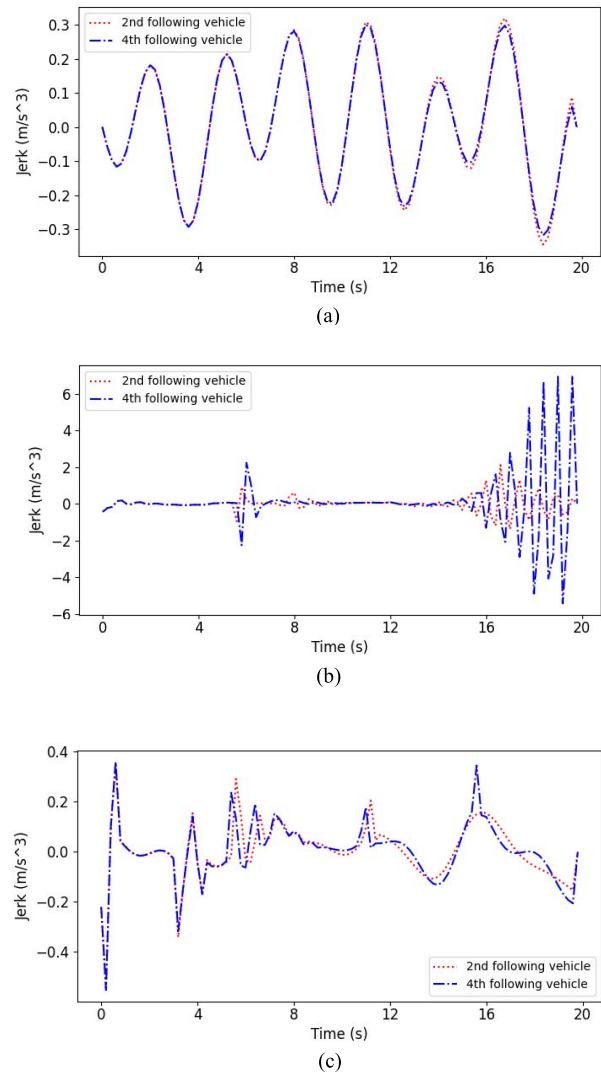 2nd following vehicle
4th following vehicle
0.3
0.2
0.1
0.0
−0.1
−0.2
−0.3
Jerk (m/s^3)
0 4 8 12 16 20
Time (s)
(a)
2nd following vehicle
4th following vehicle
6
4
2
0
−2
−4
−6
Jerk (m/s^3)
0 4 8 12 16 20
Time (s)
(b)
0.4
0.2
0.0
−0.2
−0.4
Jerk (m/s^3)
2nd following vehicle
4th following vehicle
0 4 8 12 16 20
Time (s)
(c)